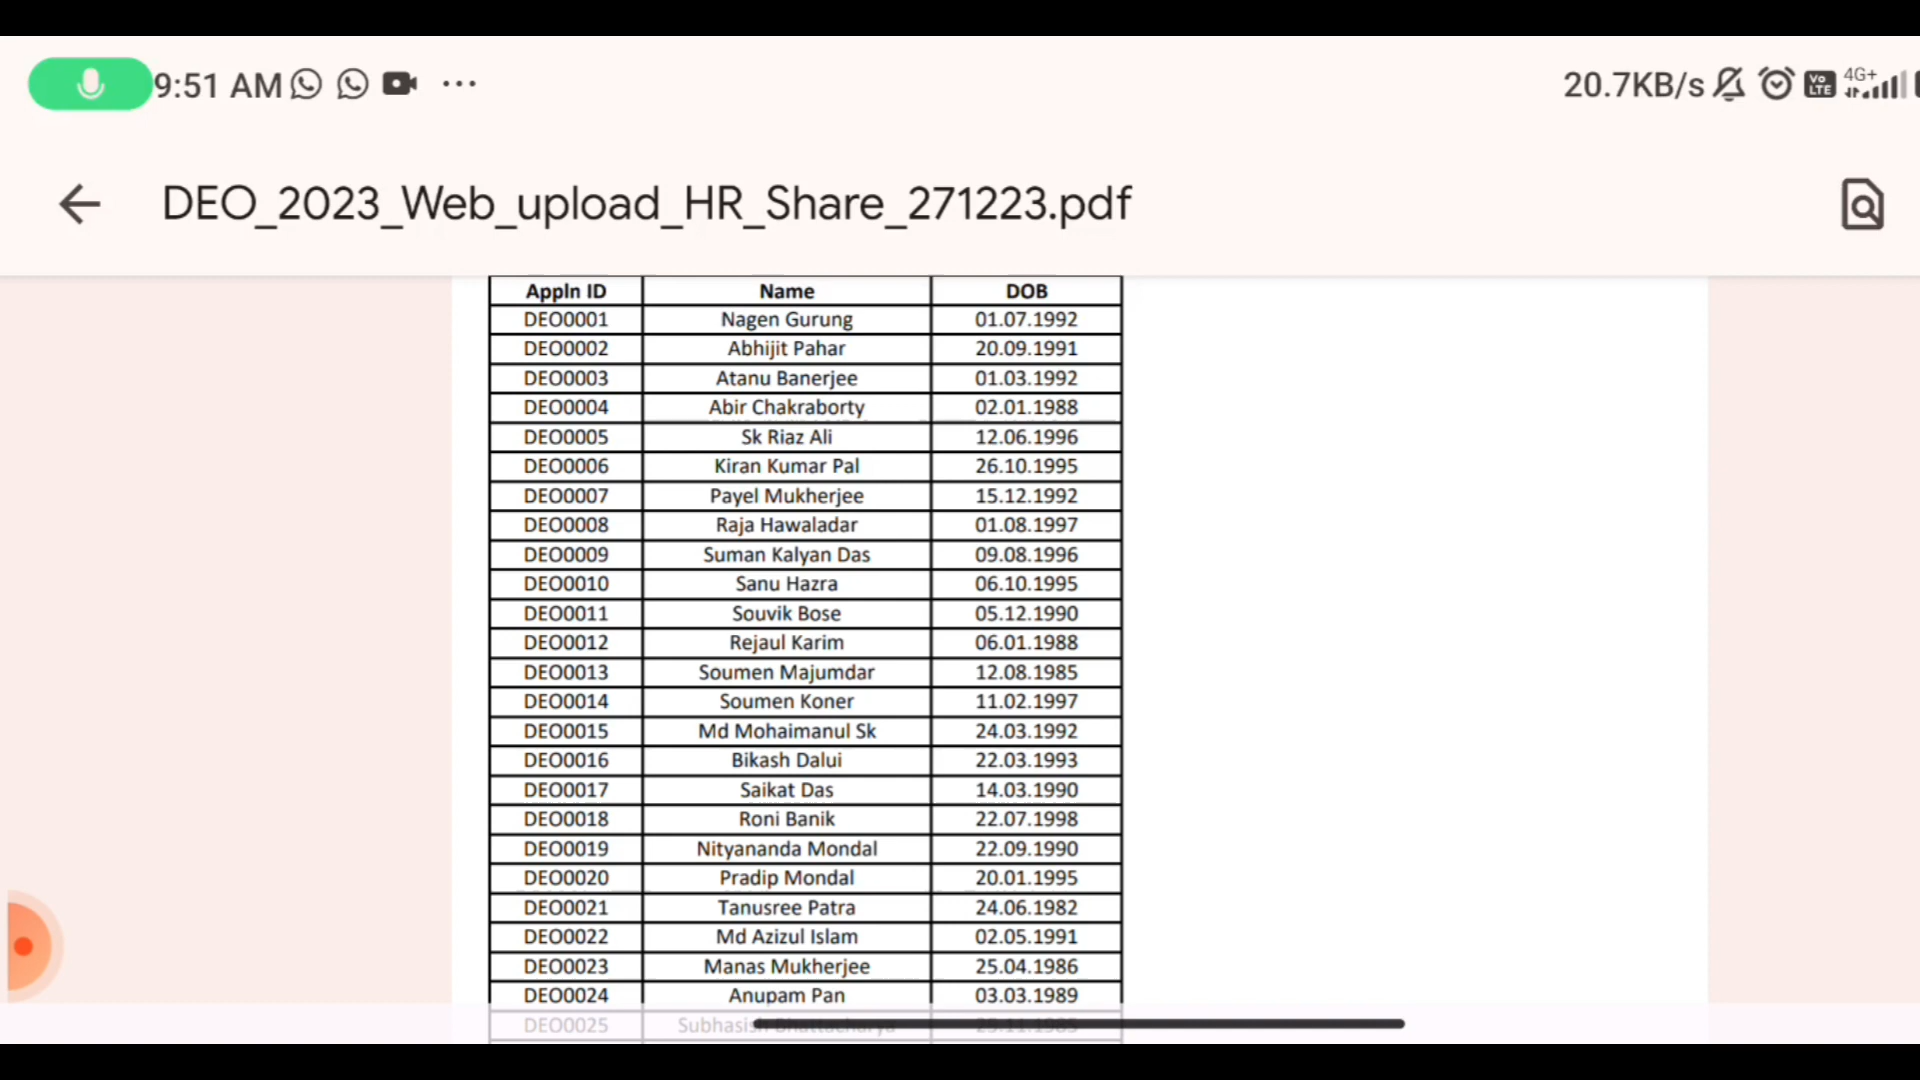 9:51 AM ... 20.7KB/s Vo LTE 4G+
DEO_2023_Web_upload_HR_Share_271223.pdf
Appln ID Name DOB
DEO0001 Nagen Gurung 01.07.1992
DEO0002 Abhijit Pahar 20.09.1991
DEO0003 Atanu Banerjee 01.03.1992
DEO0004 Abir Chakraborty 02.01.1988
DEO0005 Sk Riaz Ali 12.06.1996
DEO0006 Kiran Kumar Pal 26.10.1995
DEO0007 Payel Mukherjee 15.12.1992
DEO0008 Raja Hawaladar 01.08.1997
DEO0009 Suman Kalyan Das 09.08.1996
DEO0010 Sanu Hazra 06.10.1995
DEO0011 Souvik Bose 05.12.1990
DEO0012 Rejaul Karim 06.01.1988
DEO0013 Soumen Majumdar 12.08.1985
DEO0014 Soumen Koner 11.02.1997
DEO0015 Md Mohaimanul Sk 24.03.1992
DEO0016 Bikash Dalui 22.03.1993
DEO0017 Saikat Das 14.03.1990
DEO0018 Roni Banik 22.07.1998
DEO0019 Nityananda Mondal 22.09.1990
DEO0020 Pradip Mondal 20.01.1995
DEO0021 Tanusree Patra 24.06.1982
DEO0022 Md Azizul Islam 02.05.1991
DEO0023 Manas Mukherjee 25.04.1986
DEO0024 Anupam Pan 03.03.1989
DEO0025